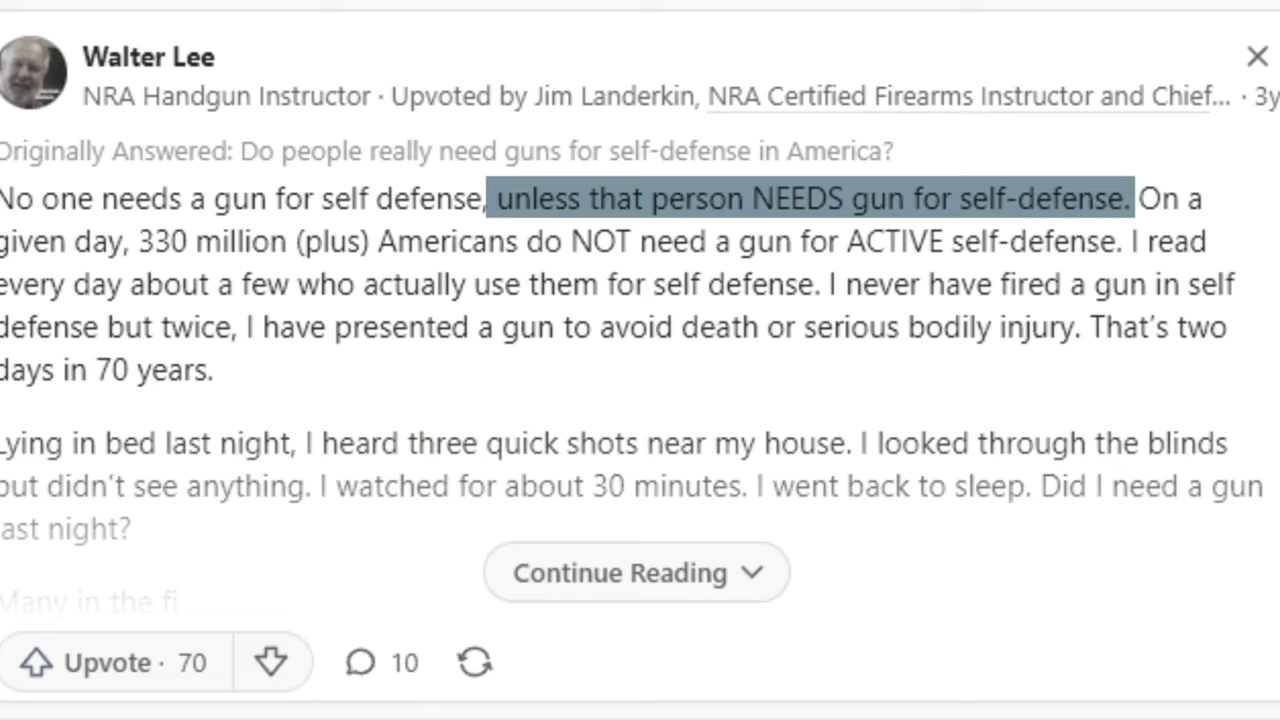 Walter Lee
NRA Handgun Instructor · Upvoted by Jim Landerkin, NRA Certified Firearms Instructor and Chief... · 3y
Originally Answered: Do people really need guns for self-defense in America?
No one needs a gun for self defense, unless that person NEEDS gun for self-defense. On a
given day, 330 million (plus) Americans do NOT need a gun for ACTIVE self-defense. I read
every day about a few who actually use them for self defense. I never have fired a gun in self
defense but twice, I have presented a gun to avoid death or serious bodily injury. That’s two
days in 70 years.
Lying in bed last night, I heard three quick shots near my house. I looked through the blinds
but didn’t see anything. I watched for about 30 minutes. I went back to sleep. Did I need a gun
last night?
Continue Reading
Many in the fi
Upvote · 70
10